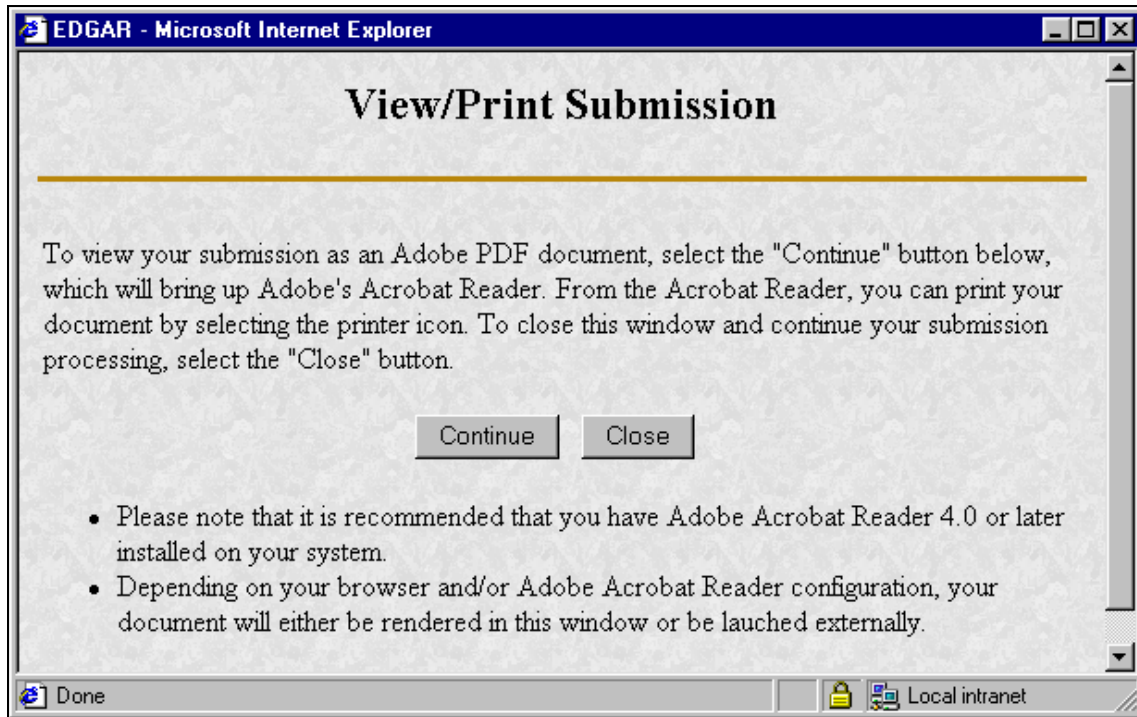 EDGAR - Microsoft Internet Explorer
View/Print Submission
To view your submission as an Adobe PDF document, select the "Continue" button below,
which will bring up Adobe's Acrobat Reader. From the Acrobat Reader, you can print your
document by selecting the printer icon. To close this window and continue your submission
processing, select the "Close" button.
Continue Close
• Please note that it is recommended that you have Adobe Acrobat Reader 4.0 or later
installed on your system.
• Depending on your browser and/or Adobe Acrobat Reader configuration, your
document will either be rendered in this window or be lauched externally.
Done Local intranet